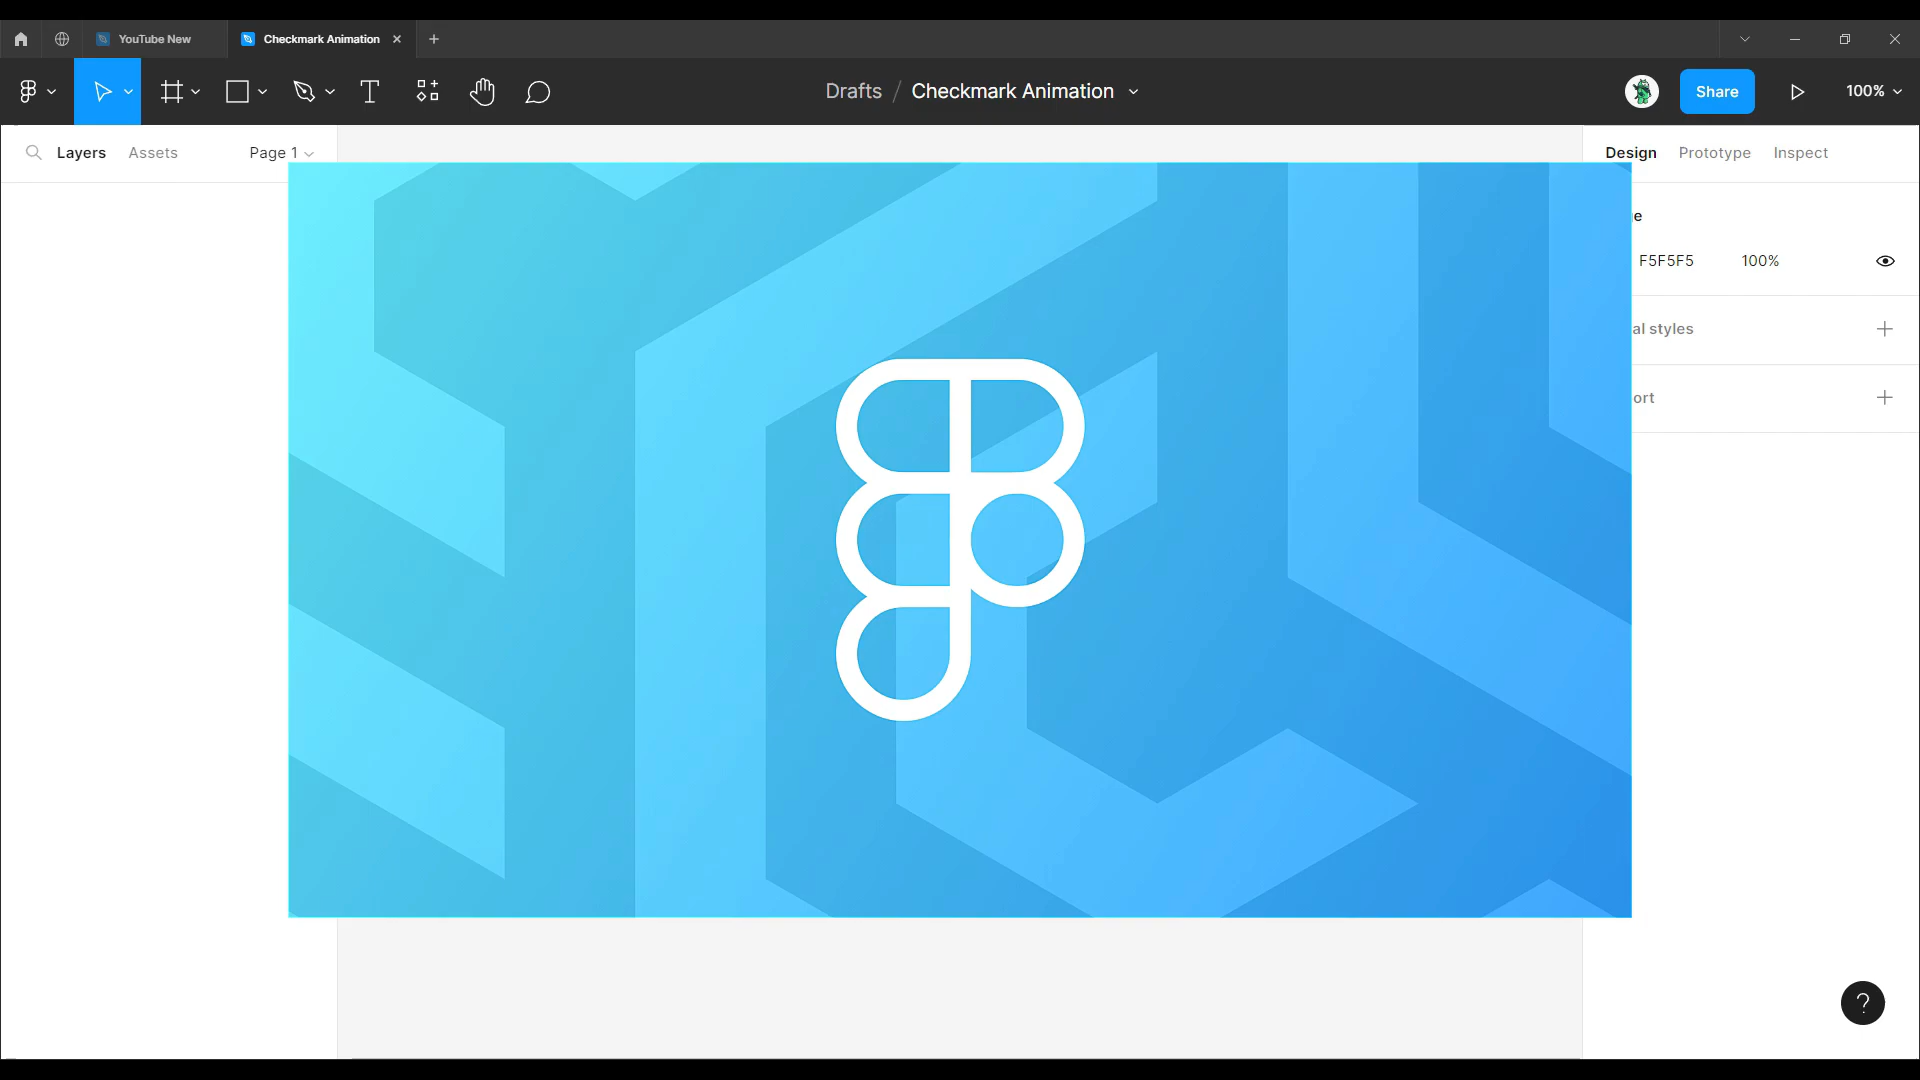 YouTube New
Checkmark Animation
Drafts / Checkmark Animation
Share
100%
Layers
Assets
Page 1
Design
Prototype
Inspect
e
F5F5F5
100%
al styles
ort
?